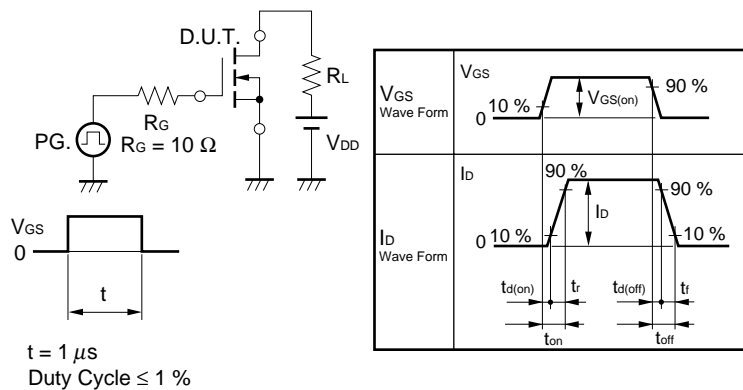 D.U.T.
RL
RG
PG.
RG = 10 Ω
VDD
VGS
0
t
t = 1 μs
Duty Cycle ≤ 1 %
VGS
Wave Form
VGS
10 %
0
VGS(on)
90 %
ID
Wave Form
ID
90 %
90 %
ID
0
10 %
10 %
td(on)
tr
td(off)
tf
ton
toff